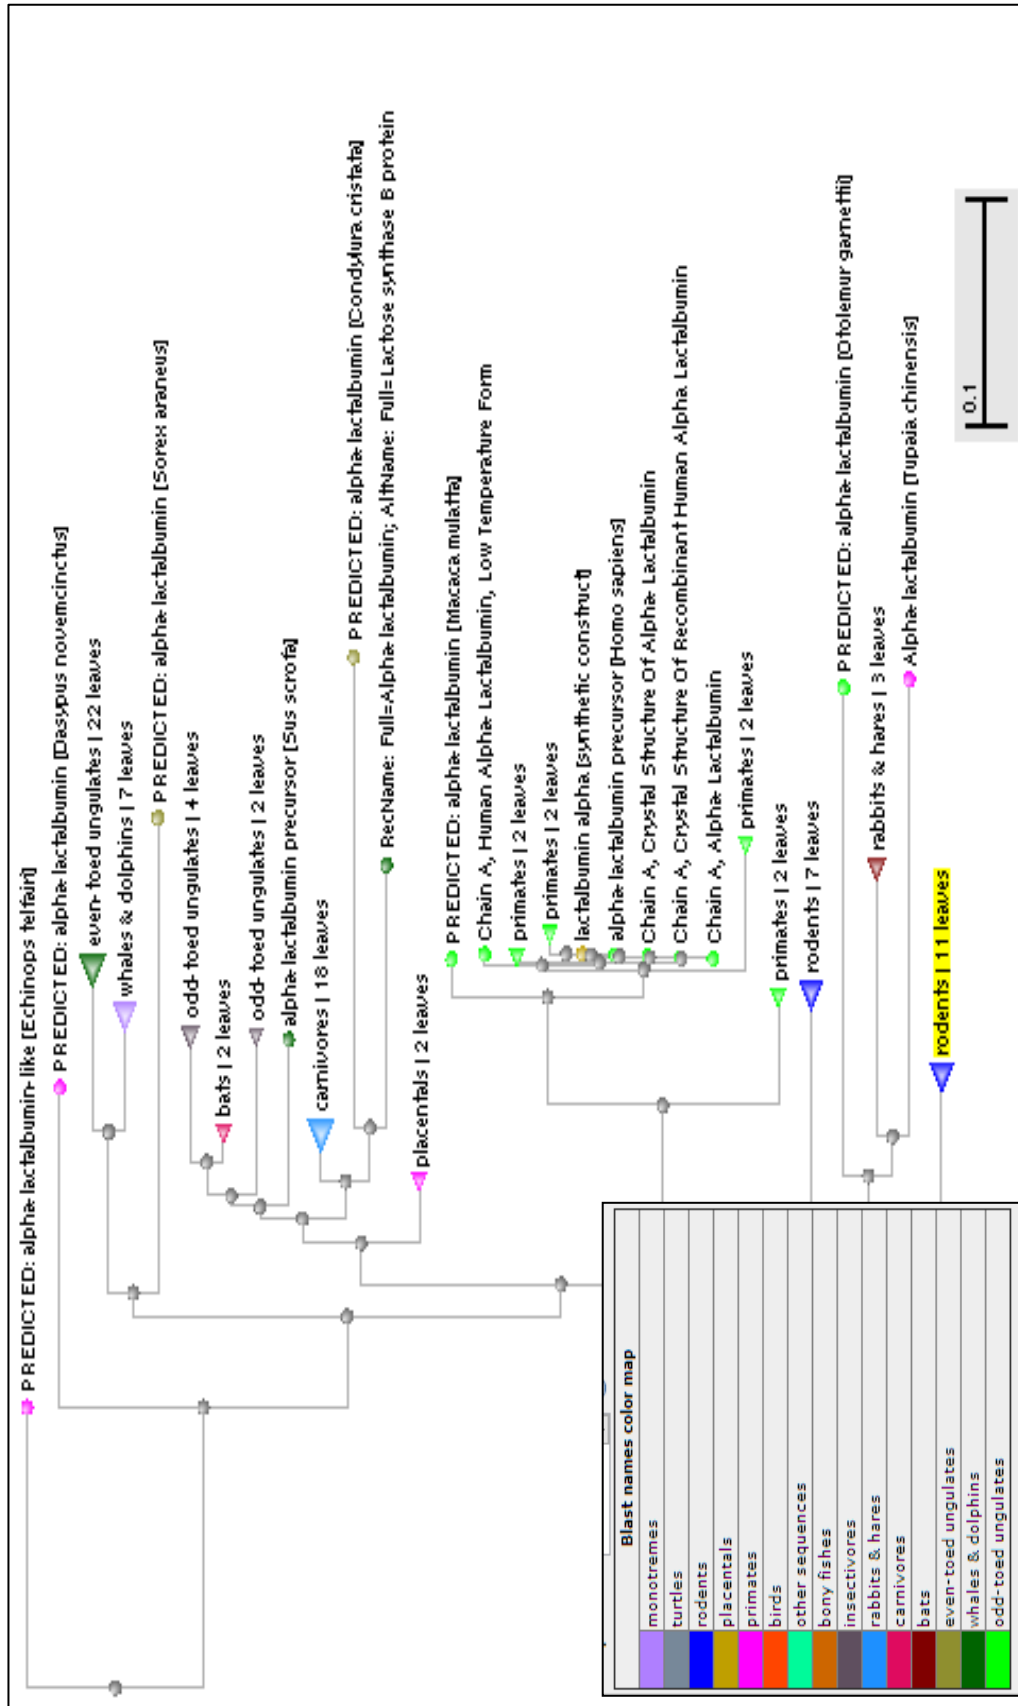 PREDICTED: alpha-lactalbumin-like [Echinops telfairi]
PREDICTED: alpha-lactalbumin [Dasypus novemcinctus]
even-toed ungulates | 22 leaves
whales & dolphins | 7 leaves
PREDICTED: alpha-lactalbumin [Sorex araneus]
odd-toed ungulates | 4 leaves
bats | 2 leaves
odd-toed ungulates | 2 leaves
alpha-lactalbumin precursor [Sus scrofa]
carnivores | 18 leaves
PREDICTED: alpha-lactalbumin [Condylura cristata]
RecName: Full=Alpha-lactalbumin; AltName: Full=Lactose synthase B protein
placentals | 2 leaves
PREDICTED: alpha-lactalbumin [Macaca mulatta]
Chain A, Human Alpha-Lactalbumin, Low Temperature Form
primates | 2 leaves
primates | 2 leaves
lactalbumin alpha [synthetic construct]
alpha-lactalbumin precursor [Homo sapiens]
Chain A, Crystal Structure Of Alpha-Lactalbumin
Chain A, Crystal Structure Of Recombinant Human Alpha-Lactalbumin
Chain A, Alpha-Lactalbumin
primates | 2 leaves
primates | 2 leaves
rodents | 7 leaves
PREDICTED: alpha-lactalbumin [Otolemur garnettii]
rabbits & hares | 3 leaves
Alpha-lactalbumin [Tupaia chinensis]
rodents | 11 leaves
0.1
Blast names color map
monotremes
turtles
rodents
placentals
primates
birds
other sequences
bony fishes
insectivores
rabbits & hares
carnivores
bats
even-toed ungulates
whales & dolphins
odd-toed ungulates